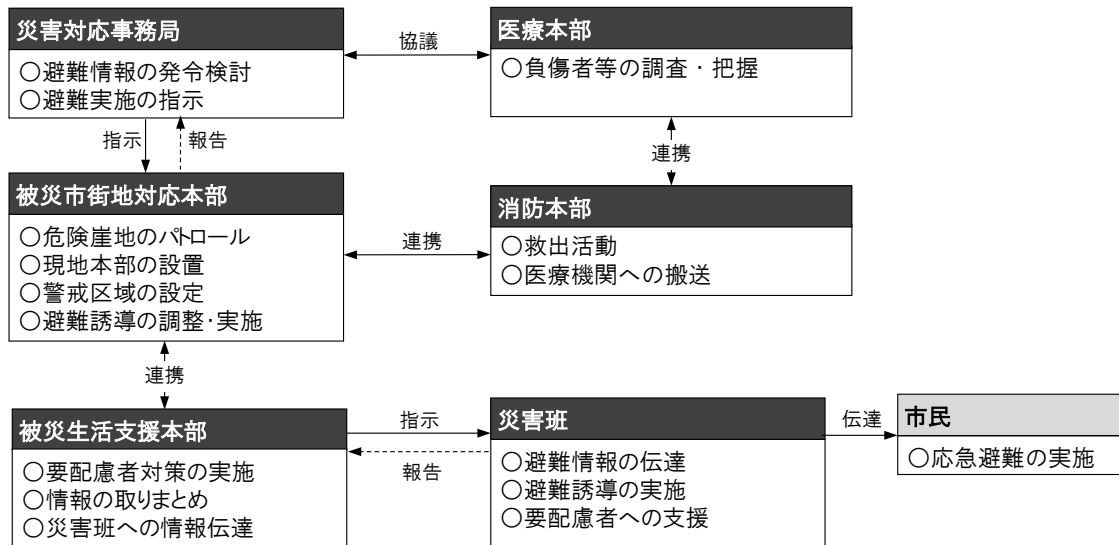 災害対応事務局
○避難情報の発令検討
○避難実施の指示
協議
医療本部
○負傷者等の調査・把握
指示
報告
連携
被災市街地対応本部
○危険崖地のパトロール
○現地本部の設置
○警戒区域の設定
○避難誘導の調整・実施
連携
消防本部
○救出活動
○医療機関への搬送
連携
被災生活支援本部
○要配慮者対策の実施
○情報の取りまとめ
○災害班への情報伝達
指示
報告
災害班
○避難情報の伝達
○避難誘導の実施
○要配慮者への支援
伝達
市民
○応急避難の実施